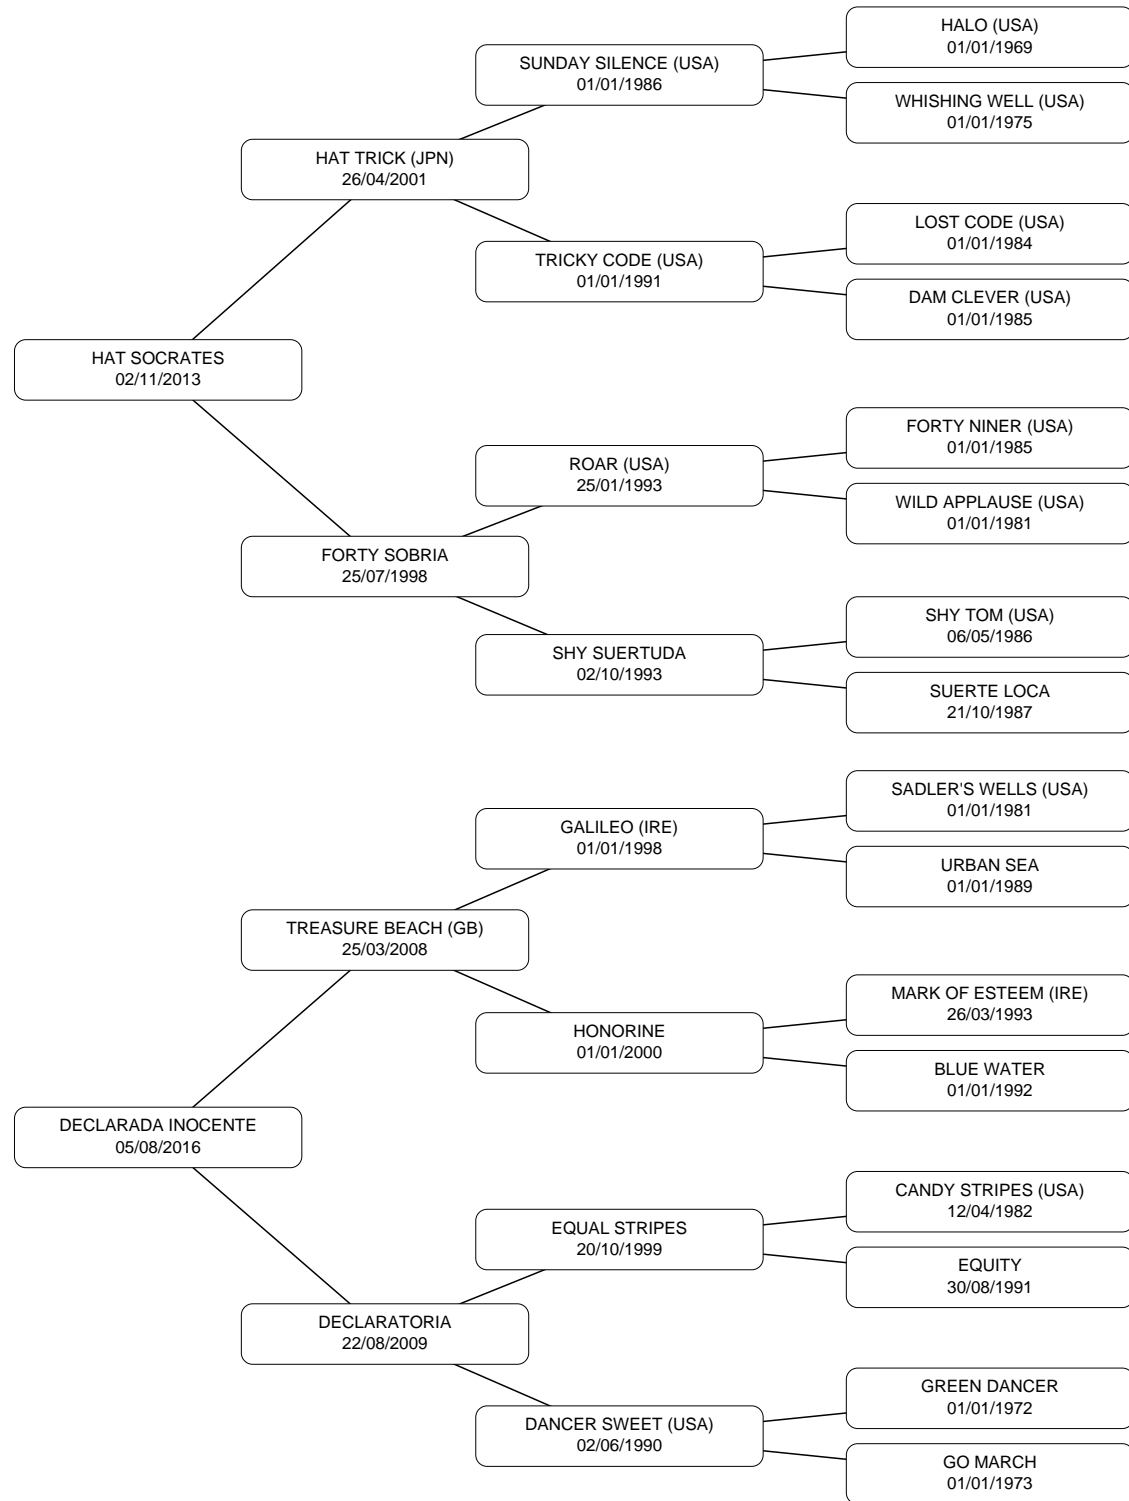 HALO (USA)
01/01/1969
SUNDAY SILENCE (USA)
01/01/1986
WHISHING WELL (USA)
01/01/1975
HAT TRICK (JPN)
26/04/2001
LOST CODE (USA)
01/01/1984
TRICKY CODE (USA)
01/01/1991
DAM CLEVER (USA)
01/01/1985
HAT SOCRATES
02/11/2013
FORTY NINER (USA)
01/01/1985
ROAR (USA)
25/01/1993
WILD APPLAUSE (USA)
01/01/1981
FORTY SOBRIA
25/07/1998
SHY TOM (USA)
06/05/1986
SHY SUERTUDA
02/10/1993
SUERTE LOCA
21/10/1987
SADLER'S WELLS (USA)
01/01/1981
GALILEO (IRE)
01/01/1998
URBAN SEA
01/01/1989
TREASURE BEACH (GB)
25/03/2008
MARK OF ESTEEM (IRE)
26/03/1993
HONORINE
01/01/2000
BLUE WATER
01/01/1992
DECLARADA INOCENTE
05/08/2016
CANDY STRIPES (USA)
12/04/1982
EQUAL STRIPES
20/10/1999
EQUITY
30/08/1991
DECLARATORIA
22/08/2009
GREEN DANCER
01/01/1972
DANCER SWEET (USA)
02/06/1990
GO MARCH
01/01/1973